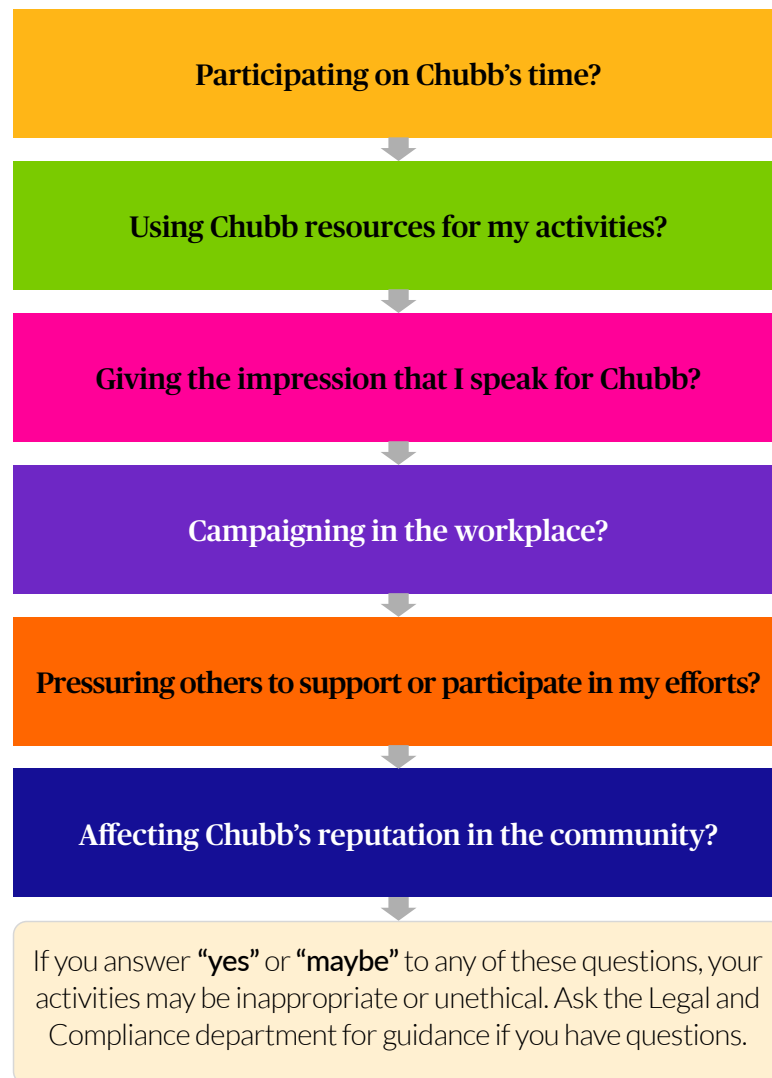 Participating on Chubb’s time?
Using Chubb resources for my activities?
Giving the impression that I speak for Chubb?
Campaigning in the workplace?
Pressuring others to support or participate in my efforts?
Affecting Chubb’s reputation in the community?
If you answer “yes” or “maybe” to any of these questions, your
activities may be inappropriate or unethical. Ask the Legal and
Compliance department for guidance if you have questions.